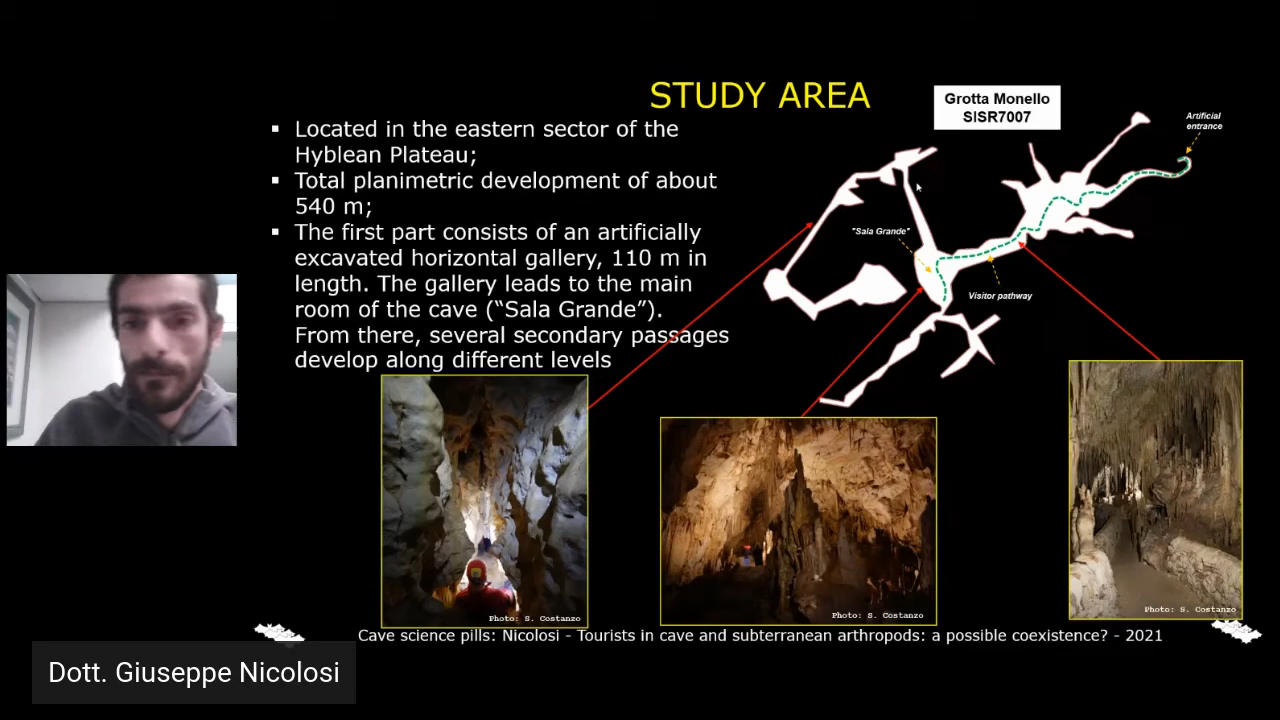 STUDY AREA
▪ Located in the eastern sector of the
Hyblean Plateau;
▪ Total planimetric development of about
540 m;
▪ The first part consists of an artificially
excavated horizontal gallery, 110 m in
length. The gallery leads to the main
room of the cave (“Sala Grande”).
From there, several secondary passages
develop along different levels
Grotta Monello
SISR7007
Artificial
entrance
"Sala Grande"
Visitor pathway
Photo: S. Costanzo
Photo: S. Costanzo
Photo: S. Costanzo
Cave science pills: Nicolosi - Tourists in cave and subterranean arthropods: a possible coexistence? - 2021
Dott. Giuseppe Nicolosi